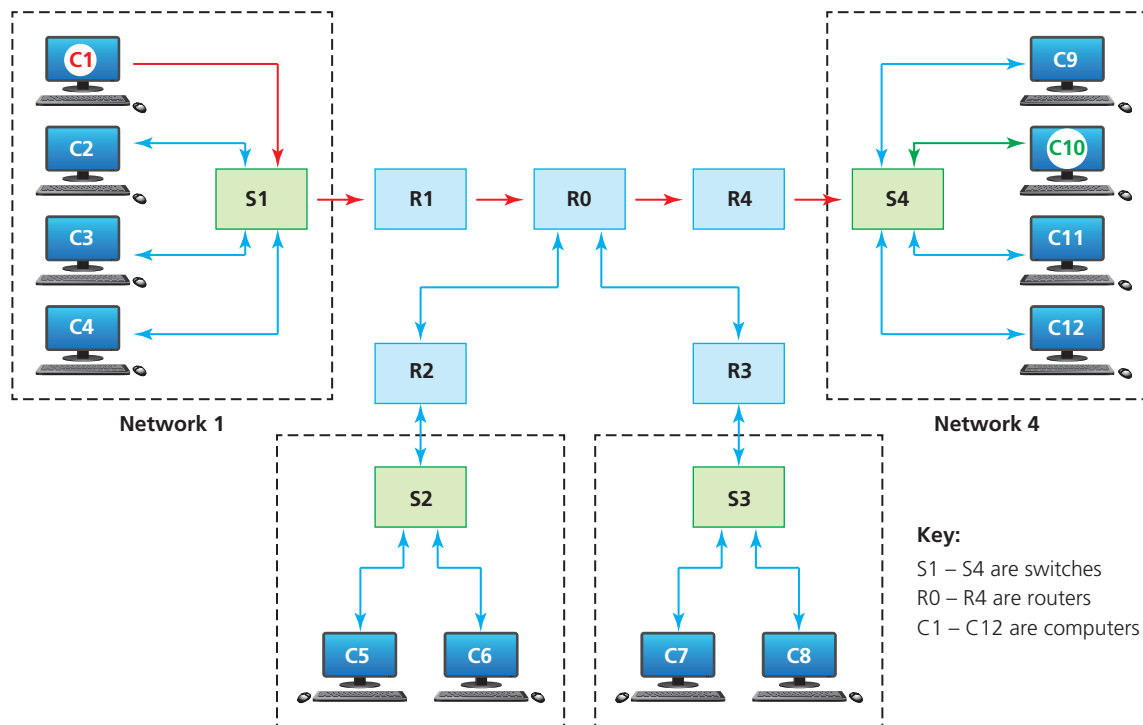 C1
C2
C3
C4
S1
R1
R0
R4
S4
C9
C10
C11
C12
Network 1
R2
R3
Network 4
S2
S3
C5
C6
C7
C8
Key:
S1 – S4 are switches
R0 – R4 are routers
C1 – C12 are computers